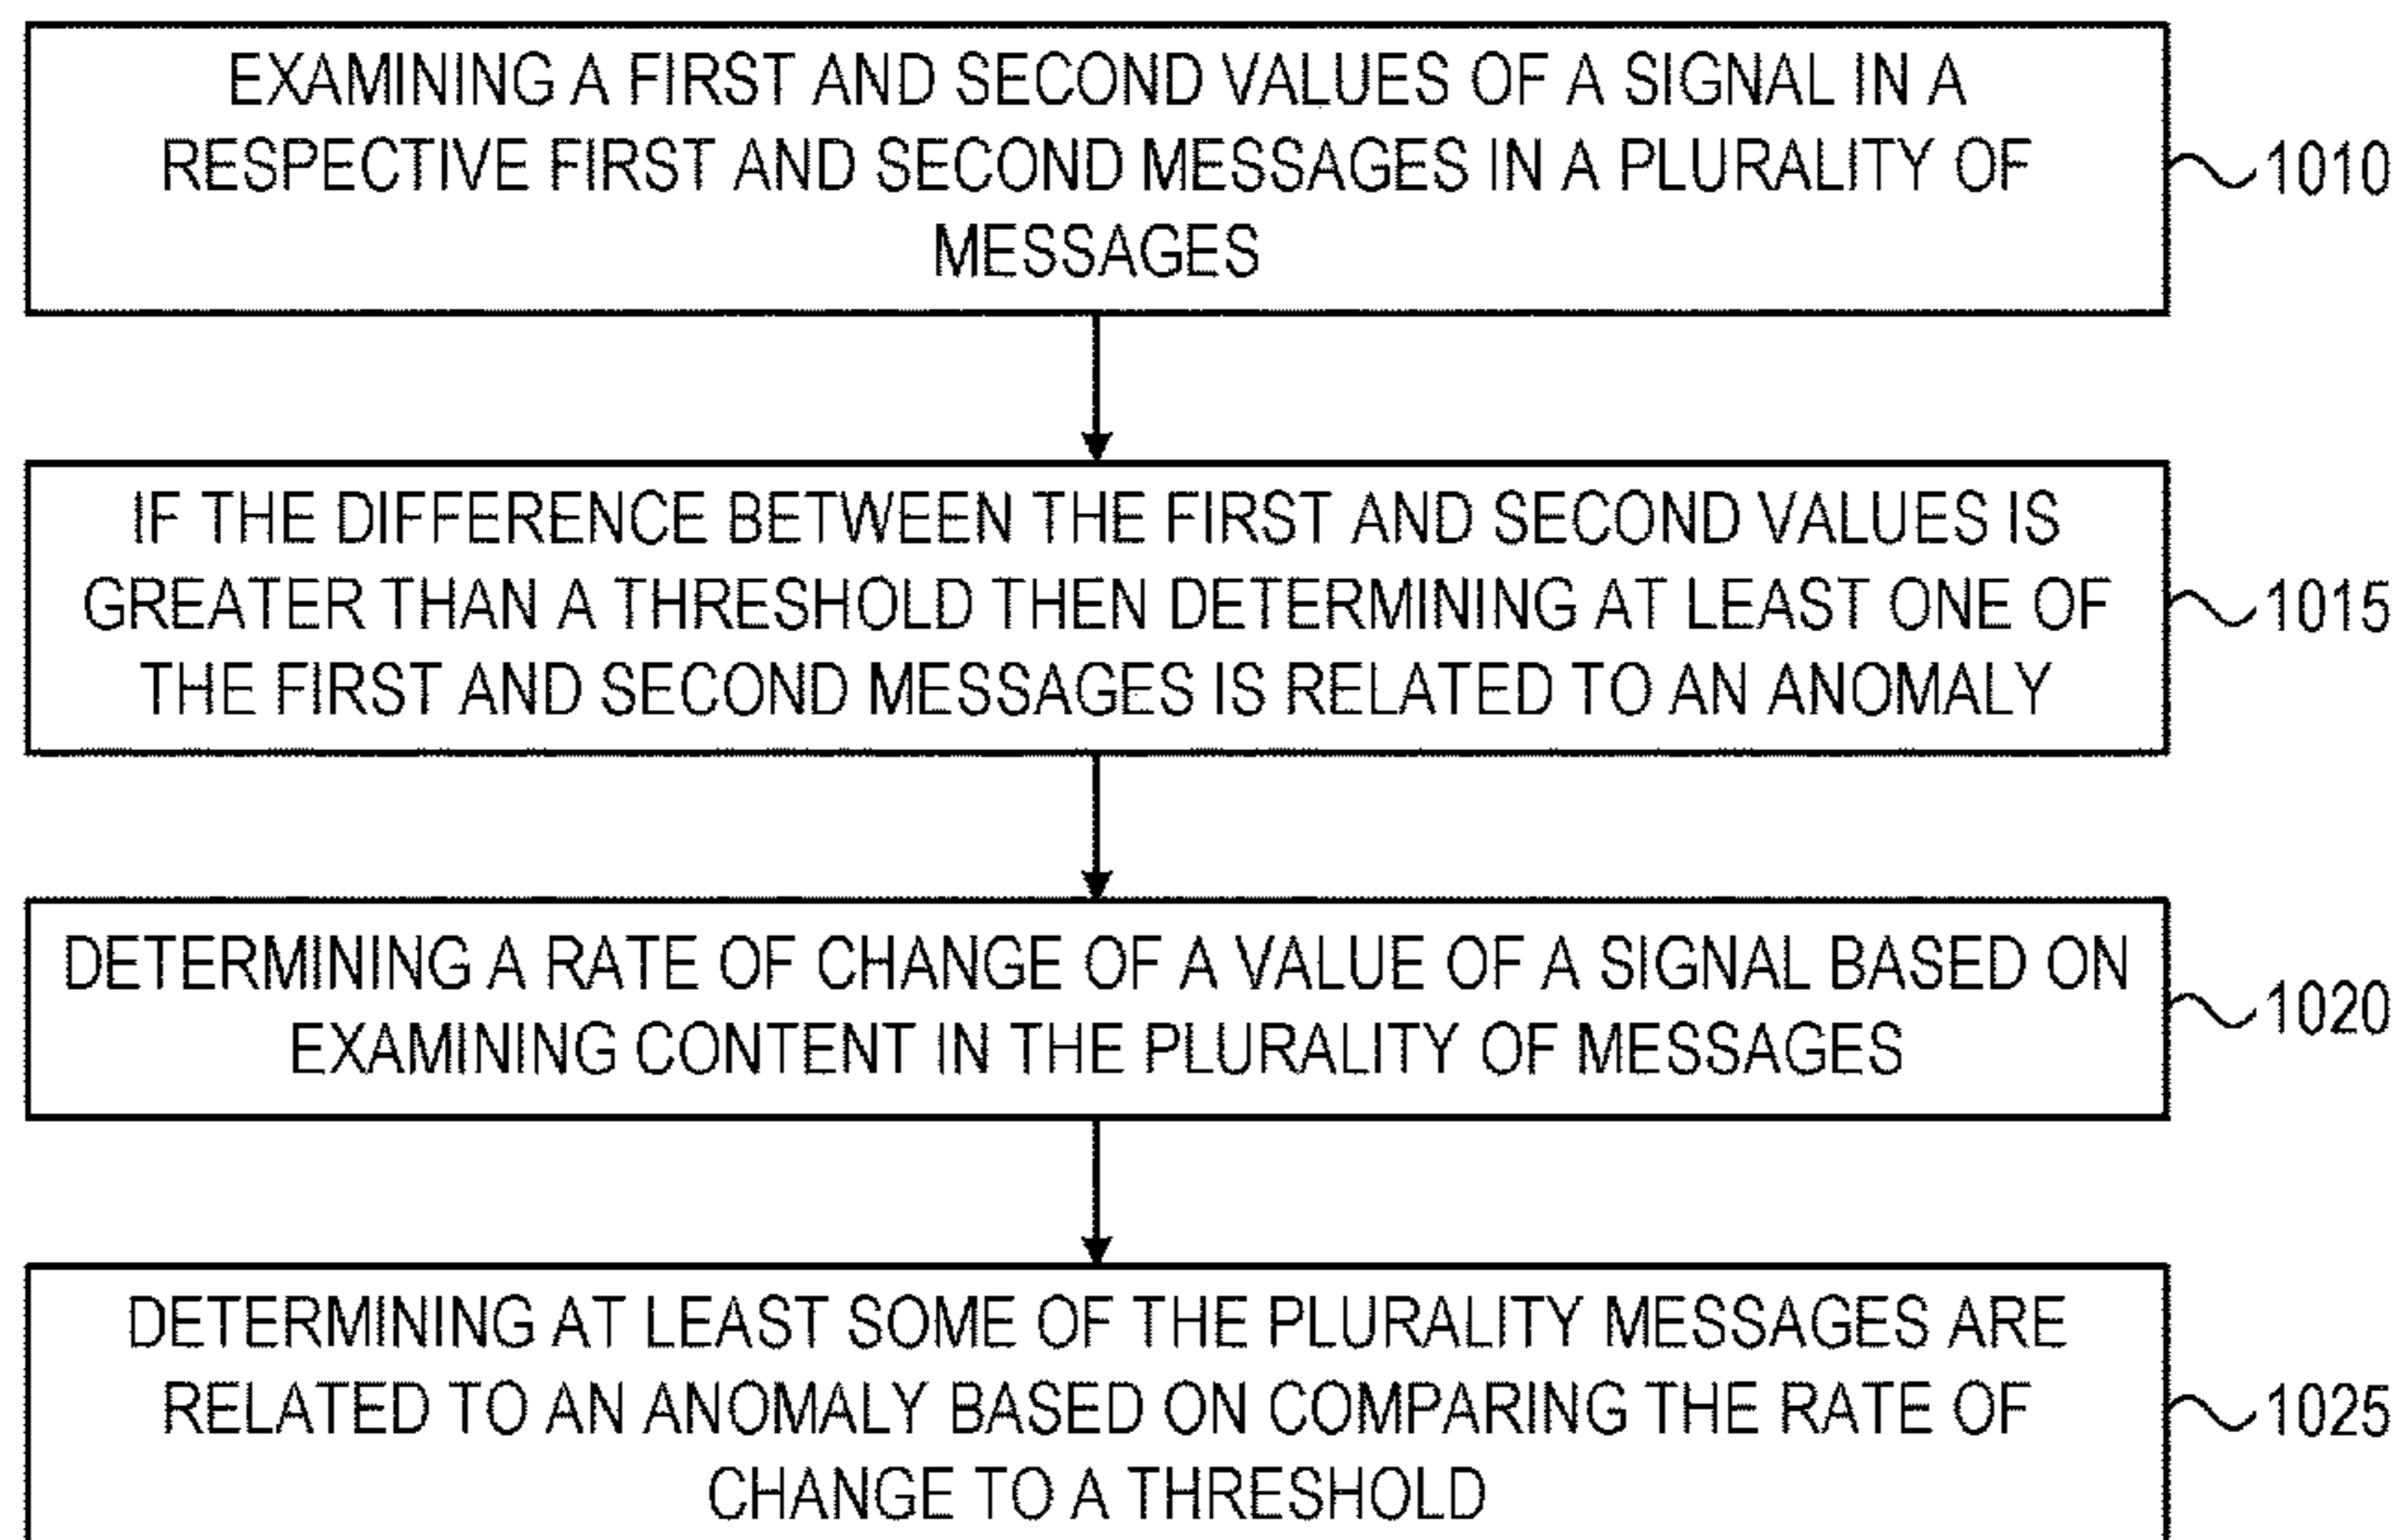 EXAMINING A FIRST AND SECOND VALUES OF A SIGNAL IN A
RESPECTIVE FIRST AND SECOND MESSAGES IN A PLURALITY OF
MESSAGES
1010
IF THE DIFFERENCE BETWEEN THE FIRST AND SECOND VALUES IS
GREATER THAN A THRESHOLD THEN DETERMINING AT LEAST ONE OF
THE FIRST AND SECOND MESSAGES IS RELATED TO AN ANOMALY
1015
DETERMINING A RATE OF CHANGE OF A VALUE OF A SIGNAL BASED ON
EXAMINING CONTENT IN THE PLURALITY OF MESSAGES
1020
DETERMINING AT LEAST SOME OF THE PLURALITY MESSAGES ARE
RELATED TO AN ANOMALY BASED ON COMPARING THE RATE OF
CHANGE TO A THRESHOLD
1025